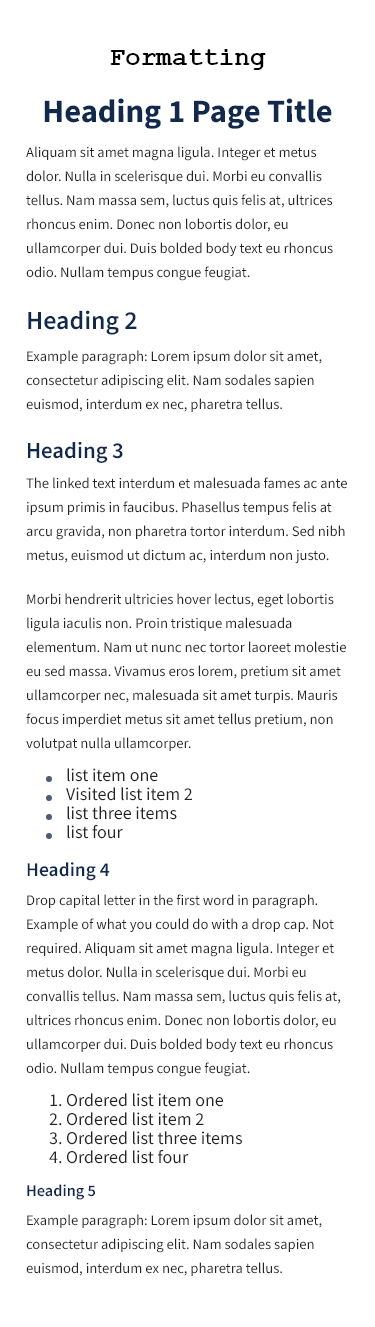 Formatting
Heading 1 Page Title
Aliquam sit amet magna ligula. Integer et metus
dolor. Nulla in scelerisque dui. Morbi eu convallis
tellus. Nam massa sem, luctus quis felis at, ultrices
rhoncus enim. Donec non lobortis dolor, eu
ullamcorper dui. Duis bolded body text eu rhoncus
odio. Nullam tempus congue feugiat.
Heading 2
Example paragraph: Lorem ipsum dolor sit amet,
consectetur adipiscing elit. Nam sodales sapien
euismod, interdum ex nec, pharetra tellus.
Heading 3
The linked text interdum et malesuada fames ac ante
ipsum primis in faucibus. Phasellus tempus felis at
arcu gravida, non pharetra tortor interdum. Sed nibh
metus, euismod ut dictum ac, interdum non justo.
Morbi hendrerit ultricies hover lectus, eget lobortis
ligula iaculis non. Proin tristique malesuada
elementum. Nam ut nunc nec tortor laoreet molestie
eu sed massa. Vivamus eros lorem, pretium sit amet
ullamcorper nec, malesuada sit amet turpis. Mauris
focus imperdiet metus sit amet tellus pretium, non
volutpat nulla ullamcorper.
• list item one
• Visited list item 2
• list three items
• list four
Heading 4
Drop capital letter in the first word in paragraph.
Example of what you could do with a drop cap. Not
required. Aliquam sit amet magna ligula. Integer et
metus dolor. Nulla in scelerisque dui. Morbi eu
convallis tellus. Nam massa sem, luctus quis felis at,
ultrices rhoncus enim. Donec non lobortis dolor, eu
ullamcorper dui. Duis bolded body text eu rhoncus
odio. Nullam tempus congue feugiat.
1. Ordered list item one
2. Ordered list item 2
3. Ordered list three items
4. Ordered list four
Heading 5
Example paragraph: Lorem ipsum dolor sit amet,
consectetur adipiscing elit. Nam sodales sapien
euismod, interdum ex nec, pharetra tellus.